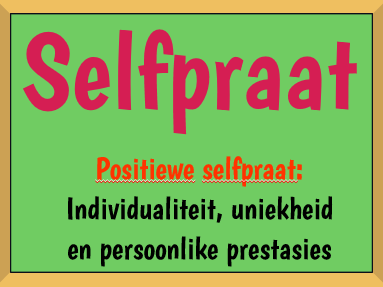 Selfpraat
Positiewe selfpraat:
Individualiteit, uniekheid
en persoonlike prestasies